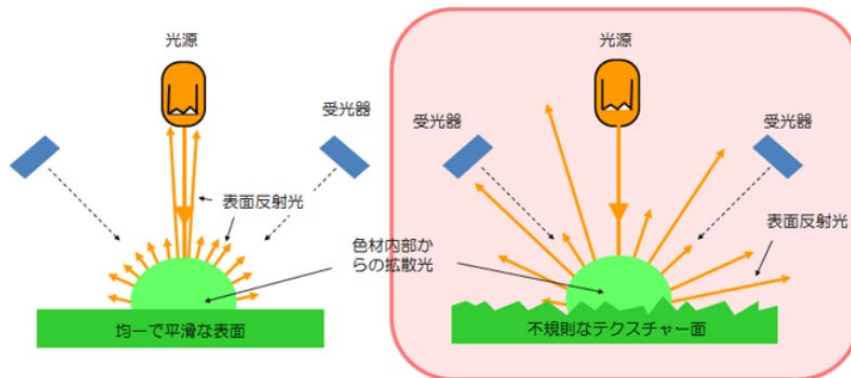 光源
受光器
表面反射光
色材内部か
らの拡散光
均一で平滑な表面
光源
受光器
受光器
表面反射光
不規則なテクスチャー面